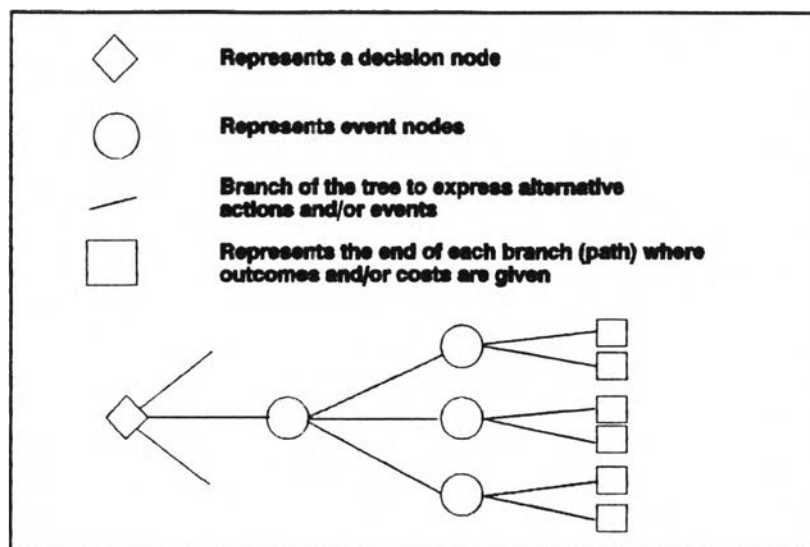 Represents a decision node
Represents event nodes
Branch of the tree to express alternative
actions and/or events
Represents the end of each branch (path) where
outcomes and/or costs are given